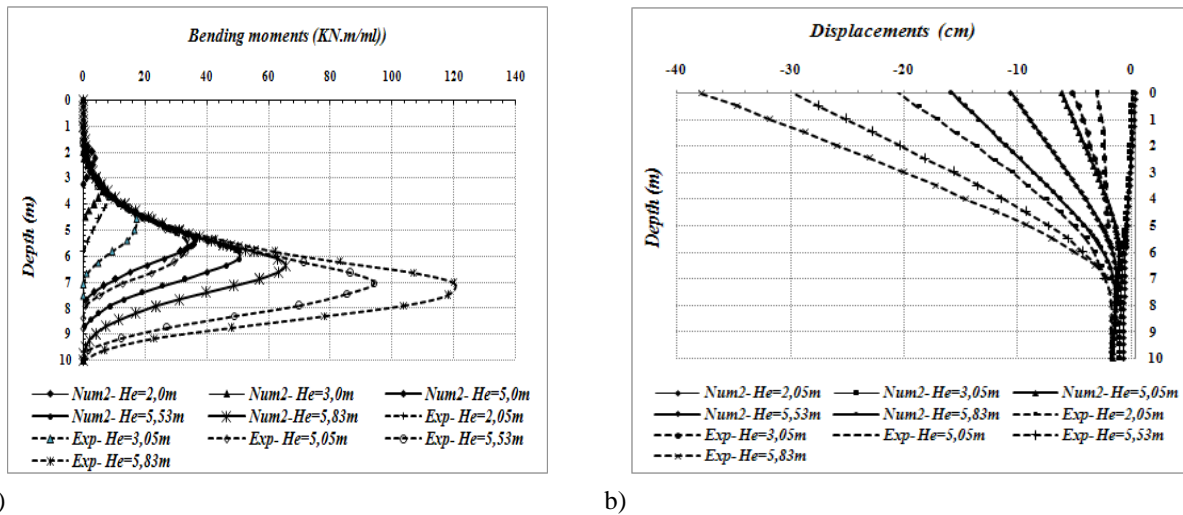 Bending moments (KN.m/ml))
0 20 40 60 80 100 120 140
0
1
2
3
4
5
6
7
8
9
10
Depth (m)
Num2- He=2,0m Num2- He=3,0m Num2- He=5,0m
Num2- He=5,53m Num2-He=5,83m Exp- He=2,05m
Exp- He=3,05m Exp- He=5,05m Exp- He=5,53m
Exp- He=5,83m
)
Displacements (cm)
-40 -30 -20 -10 0
0
1
2
3
4
5
6
7
8
9
10
Depth (m)
Num2- He=2,05m Num2- He=3,05m Num2- He=5,05m
Num2- He=5,53m Num2- He=5,83m Exp- He=2,05m
Exp- He=3,05m Exp- He=5,05m Exp- He=5,53m
Exp- He=5,83m
b)